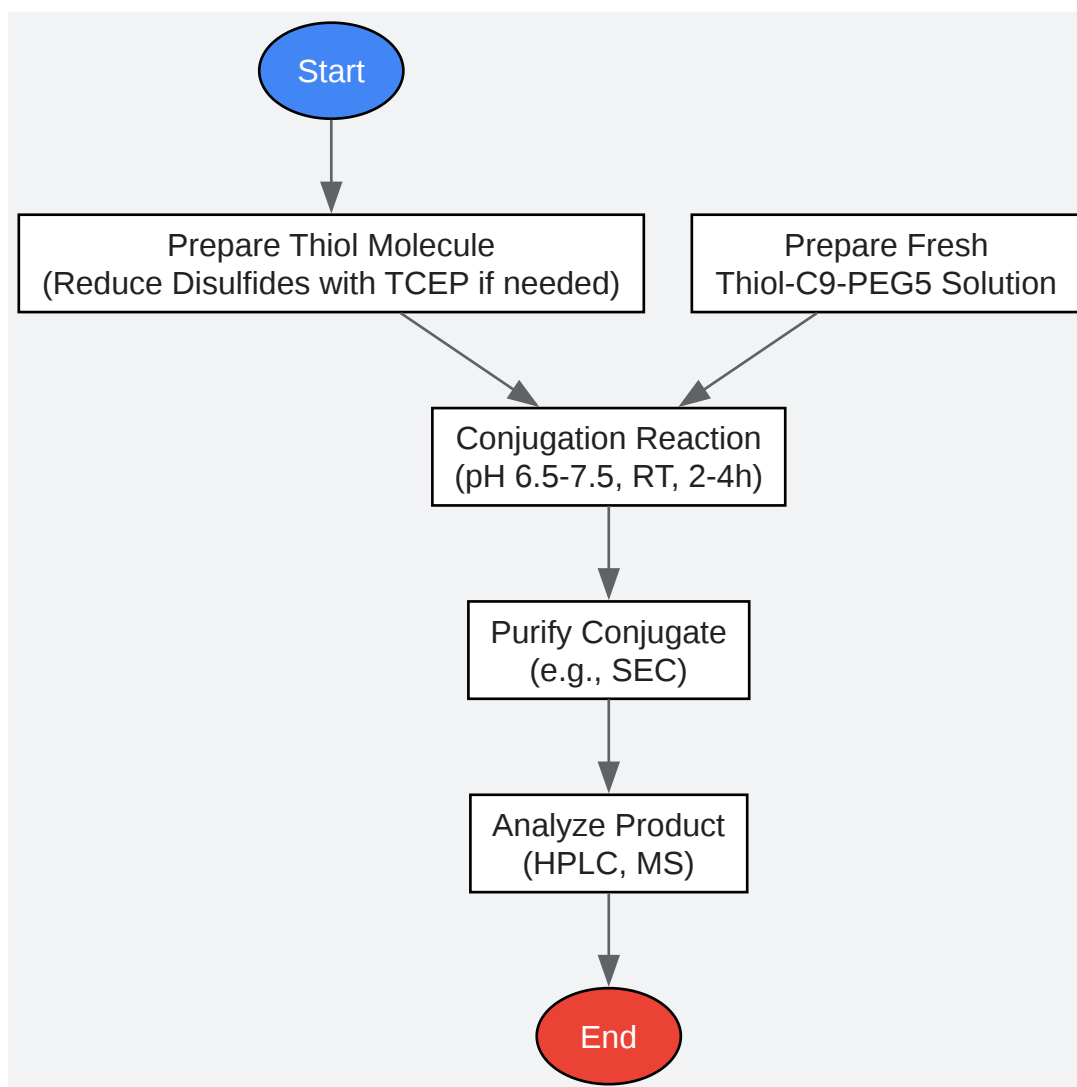 Start
Prepare Thiol Molecule
(Reduce Disulfides with TCEP if needed)
Prepare Fresh
Thiol-C9-PEG5 Solution
Conjugation Reaction
(pH 6.5-7.5, RT, 2-4h)
Purify Conjugate
(e.g., SEC)
Analyze Product
(HPLC, MS)
End